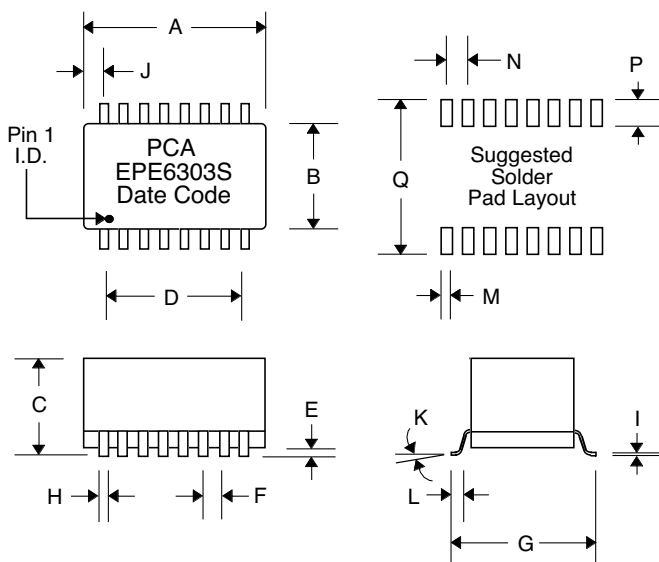 A
J
N
P
Pin 1
I.D.
PCA
EPE6303S
Date Code
B
Q
Suggested
Solder
Pad Layout
D
M
C
E
K
I
H
F
L
G